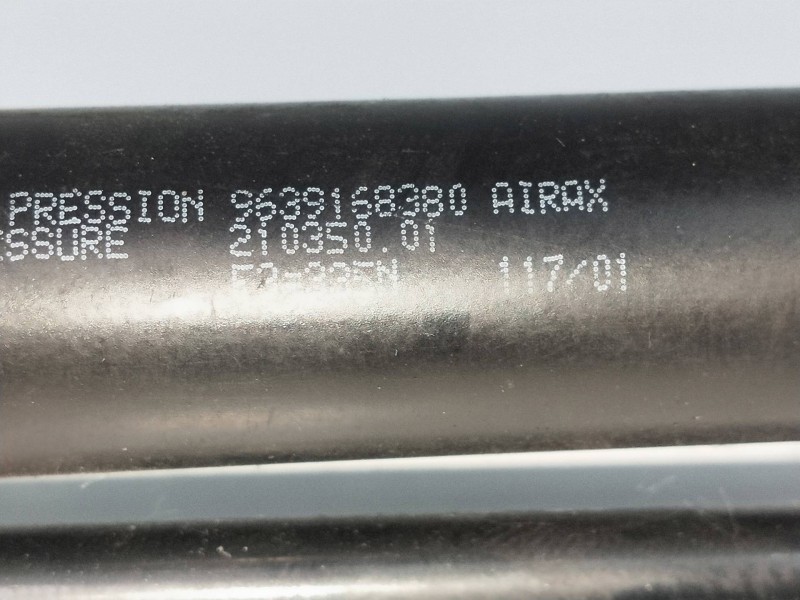 PRESSION 9639168380 AIRAX
SSURE 210350.01
117/01